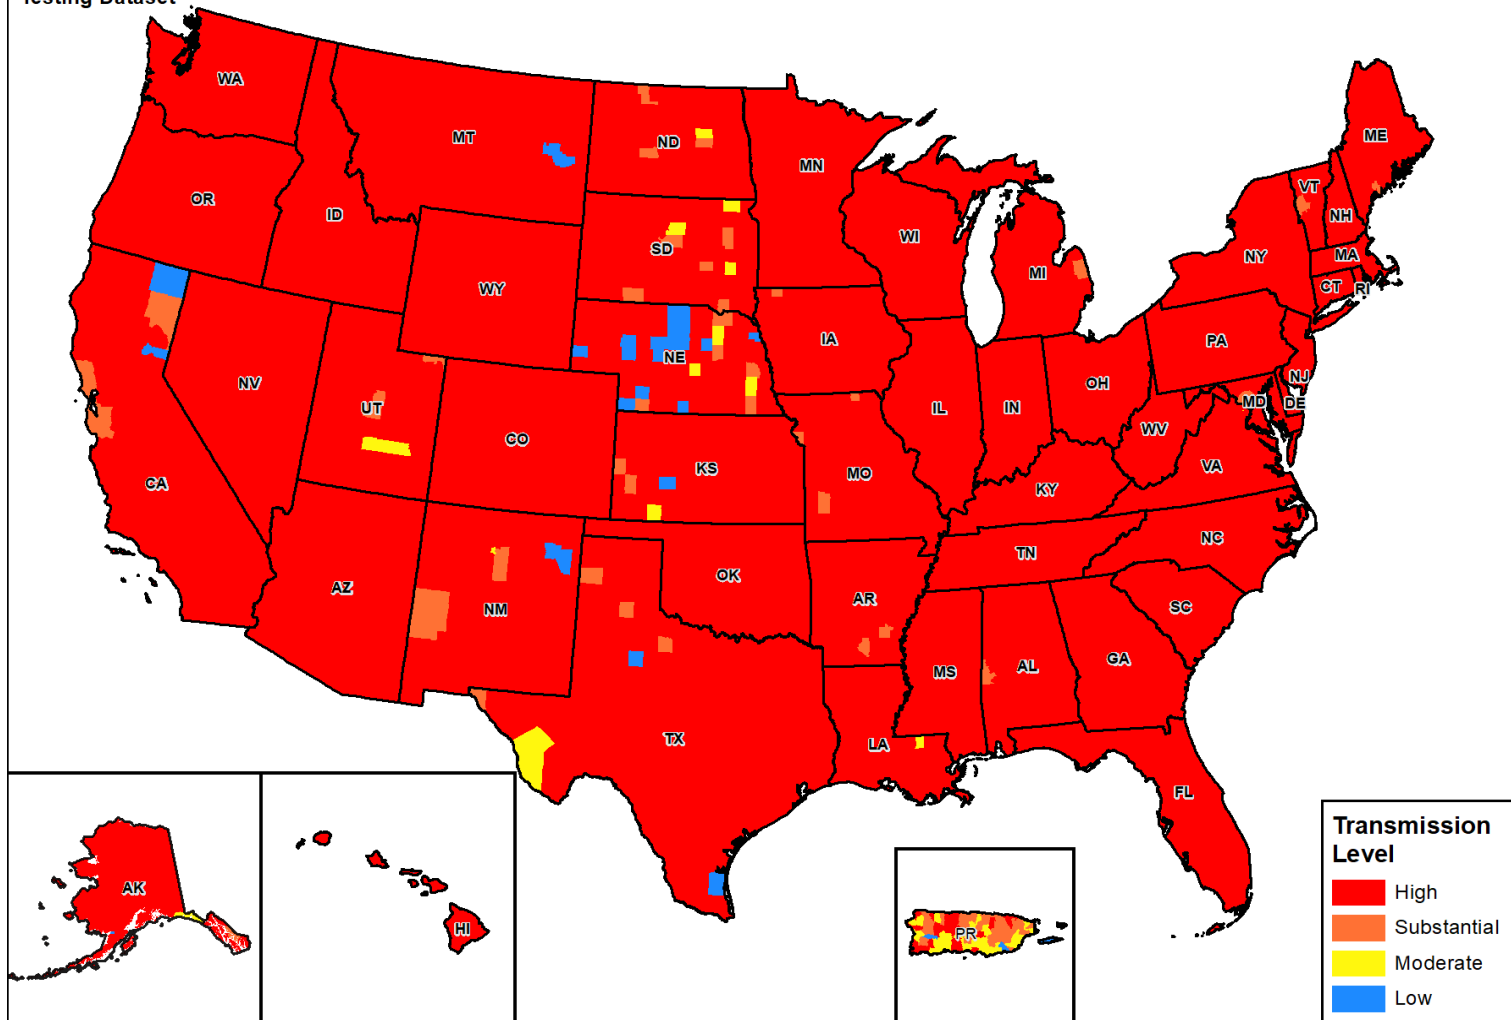 Testing Dataset
WA
MT
ND
MN
ME
OR
ID
SD
WI
VT
NH
NY
MA
MI
CT
RI
WY
IA
PA
NE
NV
UT
CO
IL
IN
OH
NJ
MD
DE
WV
VA
CA
KS
MO
KY
AZ
NM
OK
AR
TN
NC
SC
MS
AL
GA
TX
LA
FL
AK
HI
PR
Transmission
Level
High
Substantial
Moderate
Low